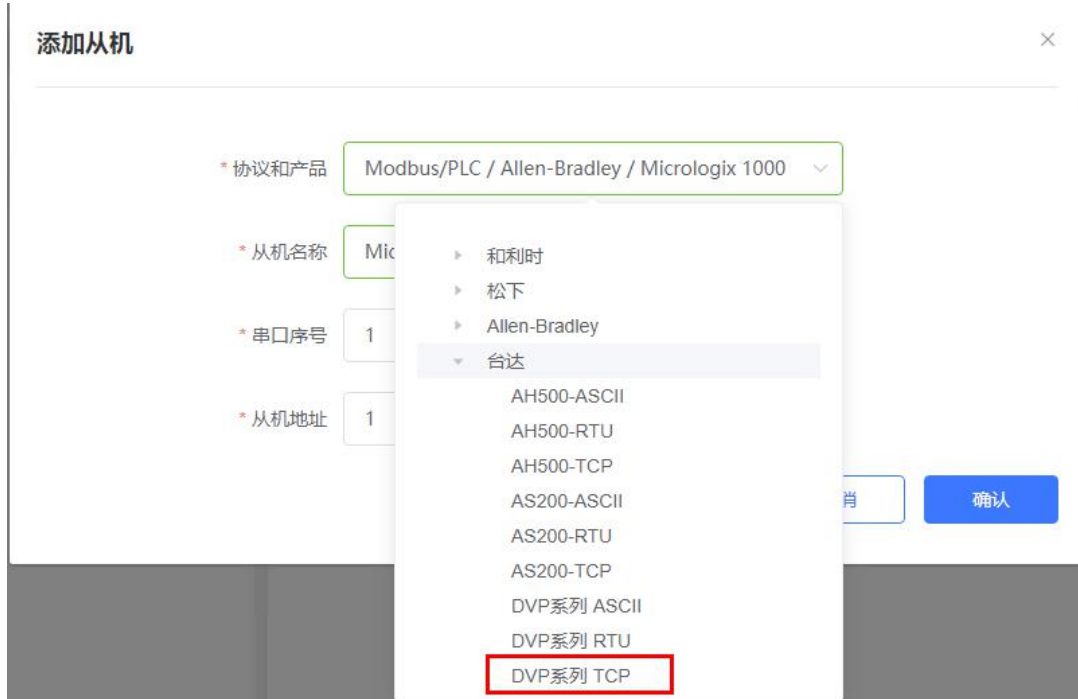 添加从机
* 协议和产品 Modbus/PLC / Allen-Bradley / Micrologix 1000
* 从机名称 Mic
* 串口序号 1
* 从机地址 1
和利时
松下
Allen-Bradley
台达
AH500-ASCII
AH500-RTU
AH500-TCP
AS200-ASCII
AS200-RTU
AS200-TCP
DVP系列 ASCII
DVP系列 RTU
DVP系列 TCP
确认